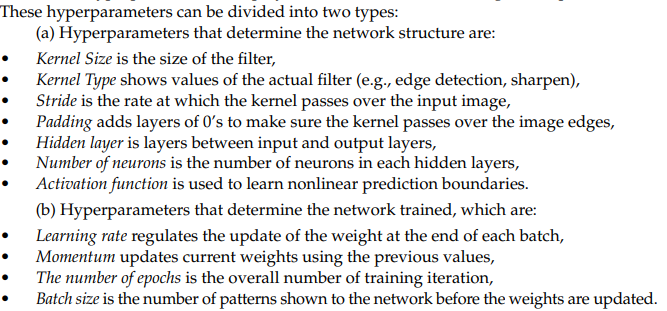 These hyperparameters can be divided into two types:
(a) Hyperparameters that determine the network structure are:
• Kernel Size is the size of the filter,
• Kernel Type shows values of the actual filter (e.g., edge detection, sharpen),
• Stride is the rate at which the kernel passes over the input image,
• Padding adds layers of 0’s to make sure the kernel passes over the image edges,
• Hidden layer is layers between input and output layers,
• Number of neurons is the number of neurons in each hidden layers,
• Activation function is used to learn nonlinear prediction boundaries.
(b) Hyperparameters that determine the network trained, which are:
• Learning rate regulates the update of the weight at the end of each batch,
• Momentum updates current weights using the previous values,
• The number of epochs is the overall number of training iteration,
• Batch size is the number of patterns shown to the network before the weights are updated.